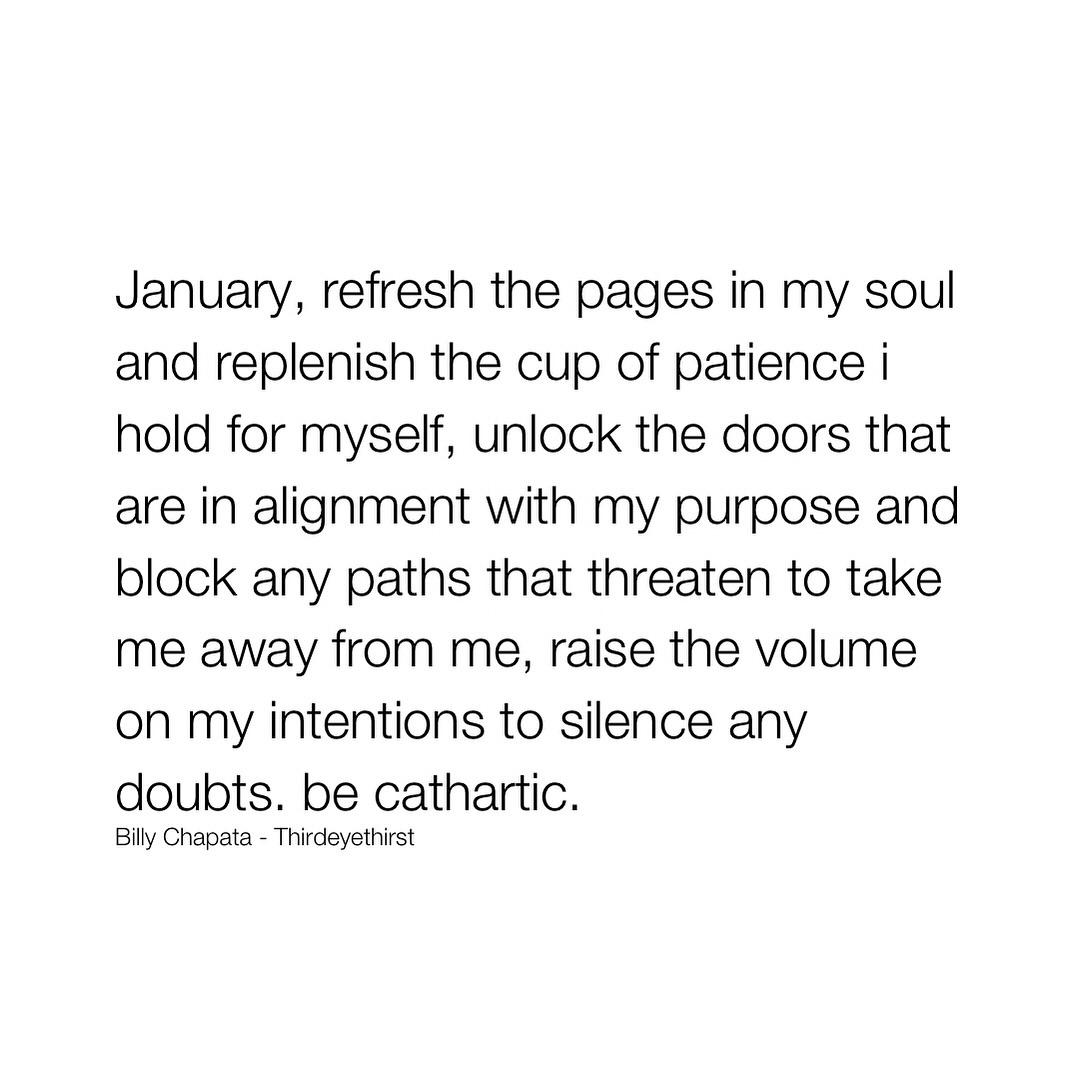 January, refresh the pages in my soul
and replenish the cup of patience i
hold for myself, unlock the doors that
are in alignment with my purpose and
block any paths that threaten to take
me away from me, raise the volume
on my intentions to silence any
doubts. be cathartic.
Billy Chapata - Thirdeyethirst